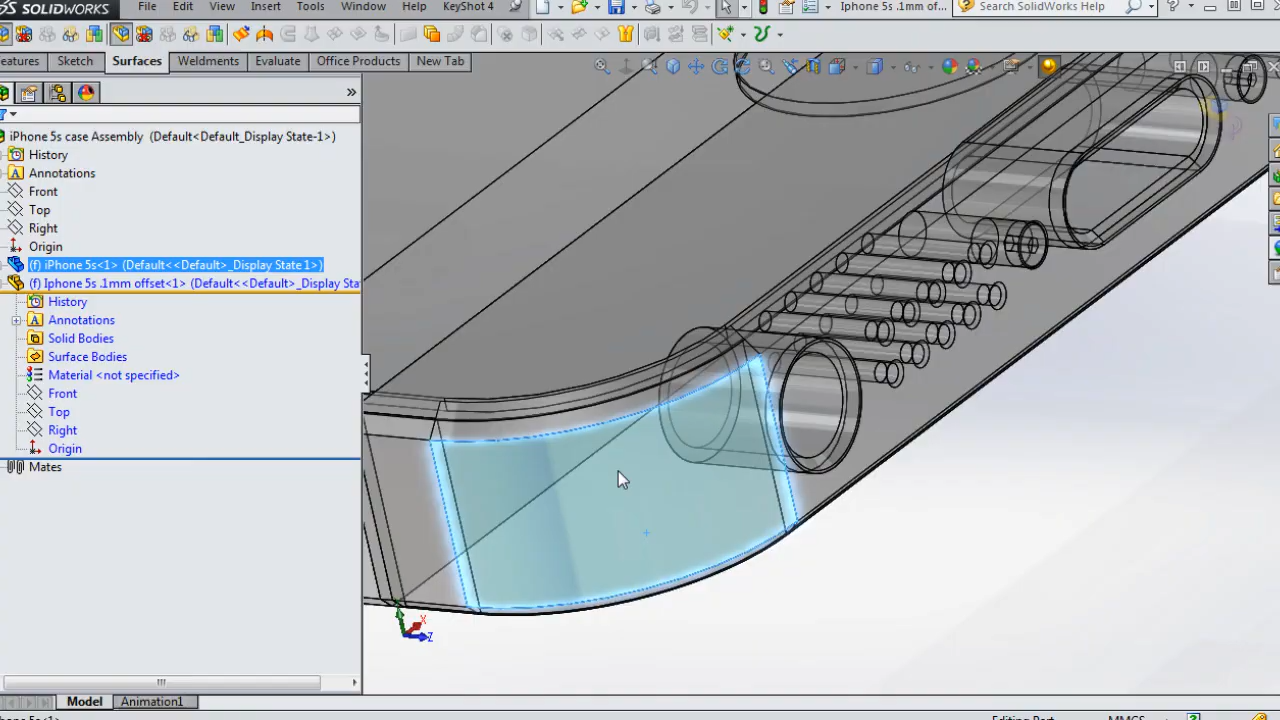 SOLIDWORKS File Edit View Insert Tools Window Help KeyShot 4 Iphone 5s .1mm of... Search SolidWorks Help
eatures Sketch Surfaces Weldments Evaluate Office Products New Tab
iPhone 5s case Assembly (Default<Default_Display State-1>)
History
Annotations
Front
Top
Right
Origin
(f) iPhone 5s<1> (Default<<Default>_Display State 1>)
(f) Iphone 5s .1mm offset<1> (Default<<Default>_Display Sta
History
Annotations
Solid Bodies
Surface Bodies
Material <not specified>
Front
Top
Right
Origin
Mates
X
Z
Model Animation1
hone 5s<1> Editing Part MMGS